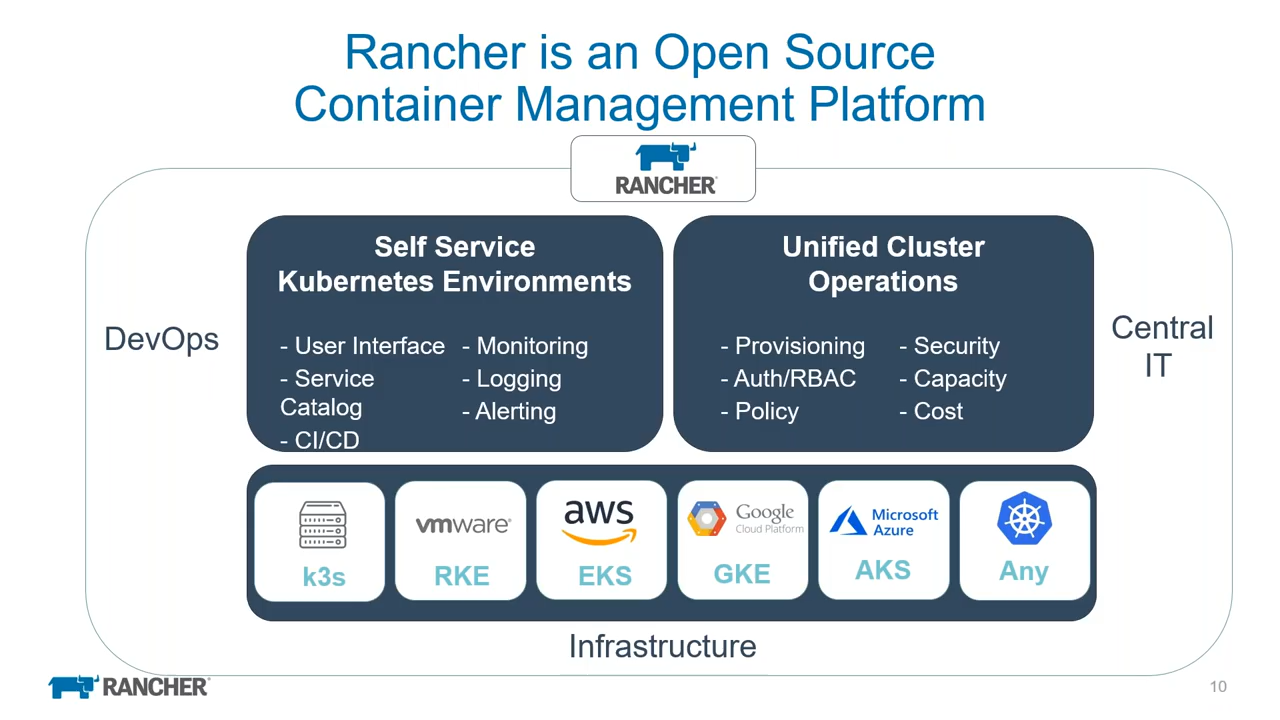 Rancher is an Open Source
Container Management Platform
RANCHER
Self Service
Kubernetes Environments
- User Interface
- Service
Catalog
- CI/CD
- Monitoring
- Logging
- Alerting
Unified Cluster
Operations
- Provisioning
- Auth/RBAC
- Policy
- Security
- Capacity
- Cost
DevOps
Central
IT
k3s
vmware
RKE
aws
EKS
Google
Cloud Platform
GKE
Microsoft
Azure
AKS
Any
Infrastructure
RANCHER
10